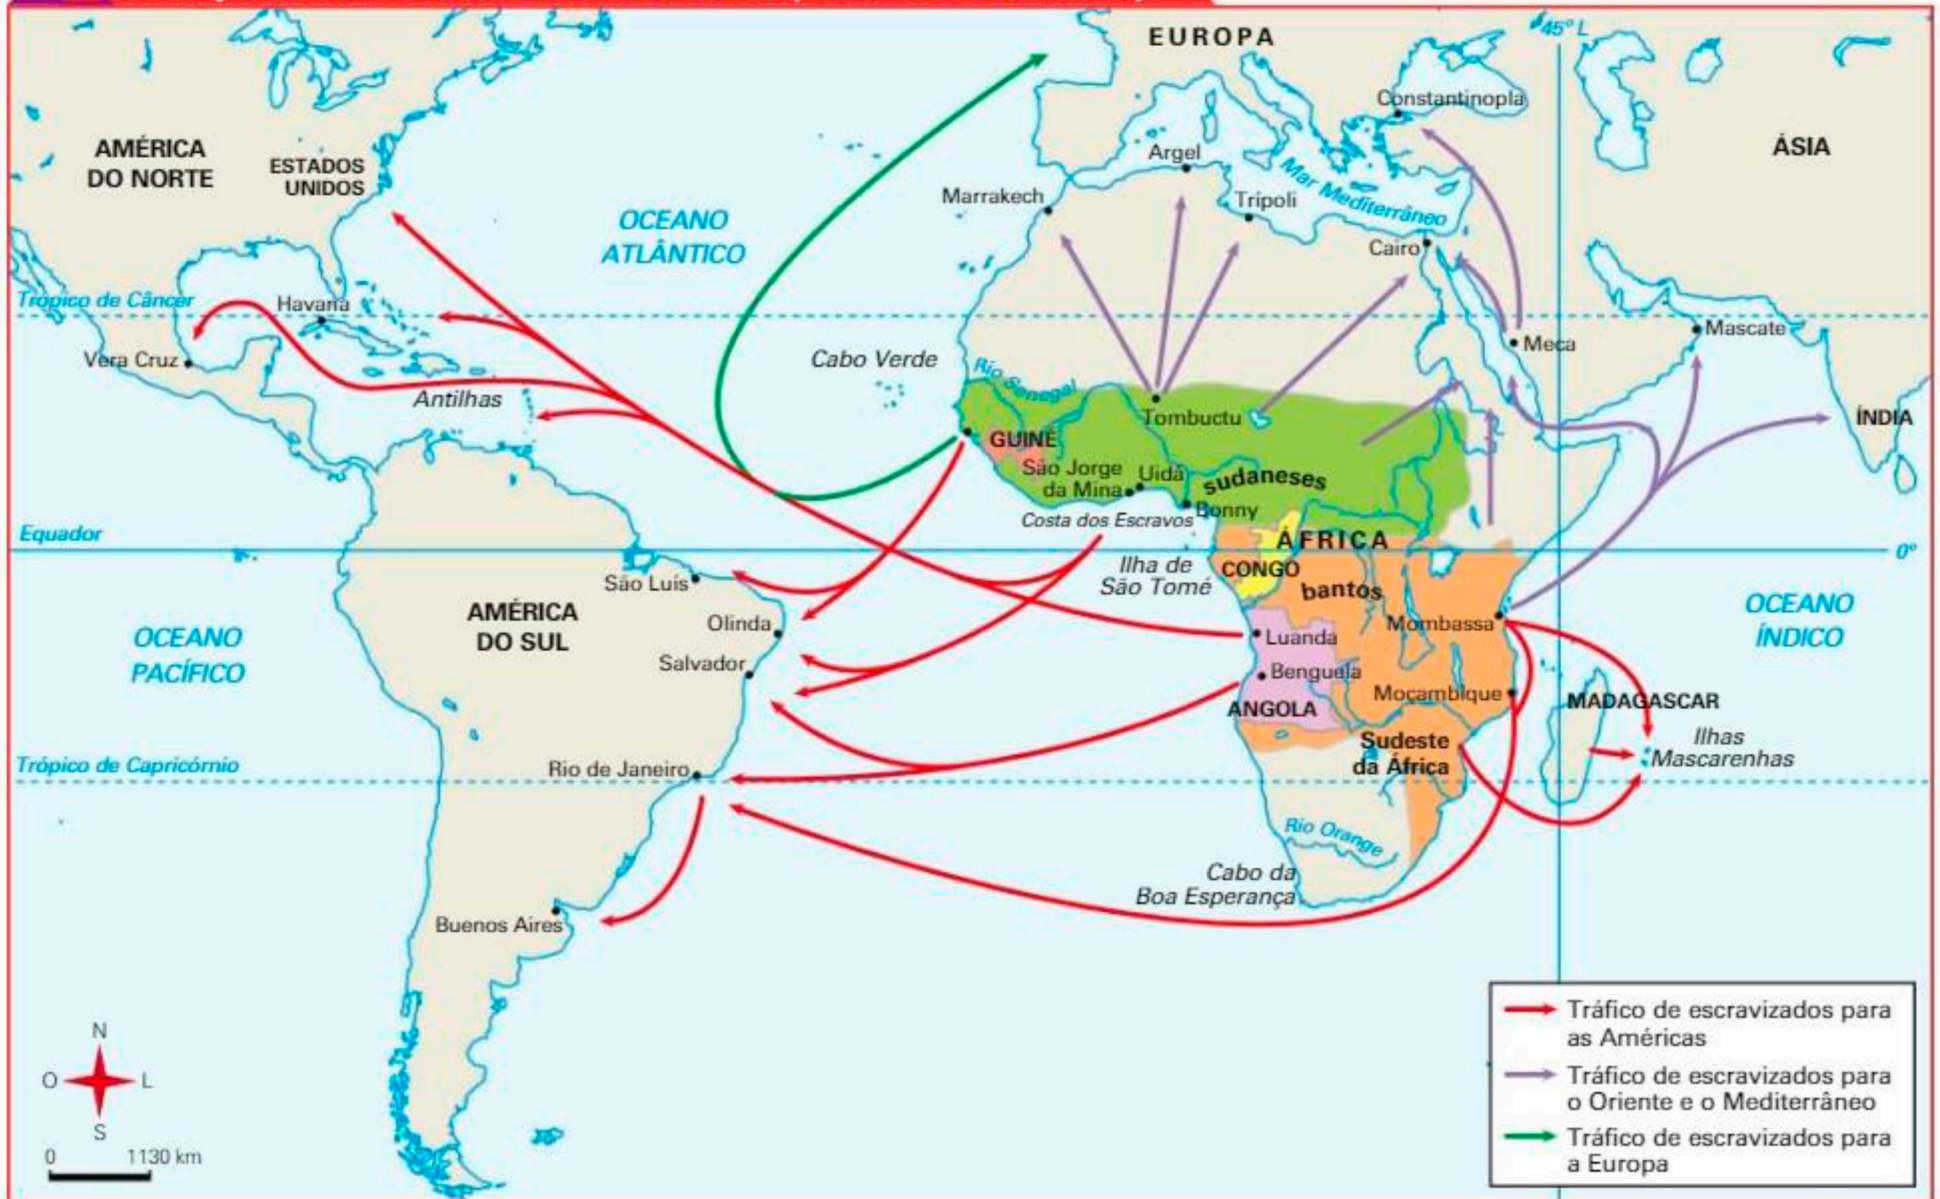 EUROPA
45º L
Constantinopla
AMÉRICA
DO NORTE
ESTADOS
UNIDOS
ÁSIA
Argel
Mar Mediterrâneo
Marrakech
Trípoli
OCEANO
ATLÂNTICO
Cairo
Trópico de Câncer
Havana
Mascate
Meca
Vera Cruz
Cabo Verde
Rio Senegal
Antilhas
Tombuctu
ÍNDIA
GUINÉ
São Jorge
da Mina
Uidá
sudaneses
Bonny
Costa dos Escravos
Equador
ÁFRICA
0º
Ilha de
São Tomé
CONGO
bantos
São Luís
AMÉRICA
DO SUL
OCEANO
PACÍFICO
Olinda
Mombassa
OCEANO
ÍNDICO
Luanda
Salvador
Benguela
Moçambique
MADAGASCAR
ANGOLA
Ilhas
Mascarenhas
Sudeste
da África
Trópico de Capricórnio
Rio de Janeiro
Rio Orange
Cabo da
Boa Esperança
Buenos Aires
N
O
L
S
0
1130 km
Tráfico de escravizados para
as Américas
Tráfico de escravizados para
o Oriente e o Mediterrâneo
Tráfico de escravizados para
a Europa